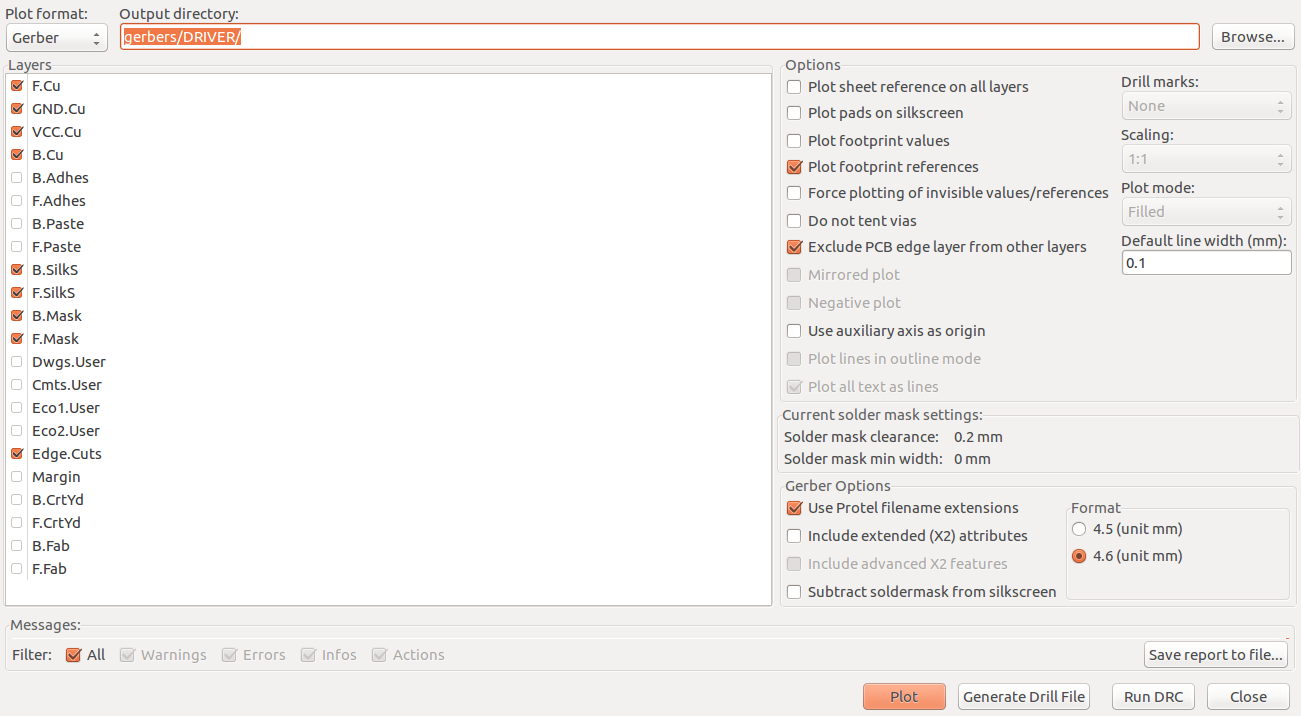 Plot format:
Output directory:
Gerber
gerbers/DRIVER/
Browse...
Layers
F.Cu
GND.Cu
VCC.Cu
B.Cu
B.Adhes
F.Adhes
B.Paste
F.Paste
B.SilkS
F.SilkS
B.Mask
F.Mask
Dwgs.User
Cmts.User
Eco1.User
Eco2.User
Edge.Cuts
Margin
B.CrtYd
F.CrtYd
B.Fab
F.Fab
Options
Plot sheet reference on all layers
Plot pads on silkscreen
Plot footprint values
Plot footprint references
Force plotting of invisible values/references
Do not tent vias
Exclude PCB edge layer from other layers
Mirrored plot
Negative plot
Use auxiliary axis as origin
Plot lines in outline mode
Plot all text as lines
Drill marks:
None
Scaling:
1:1
Plot mode:
Filled
Default line width (mm):
0.1
Current solder mask settings:
Solder mask clearance: 0.2 mm
Solder mask min width: 0 mm
Gerber Options
Use Protel filename extensions
Include extended (X2) attributes
Include advanced X2 features
Subtract soldermask from silkscreen
Format
4.5 (unit mm)
4.6 (unit mm)
Messages:
Filter: All Warnings Errors Infos Actions
Save report to file...
Plot Generate Drill File Run DRC Close